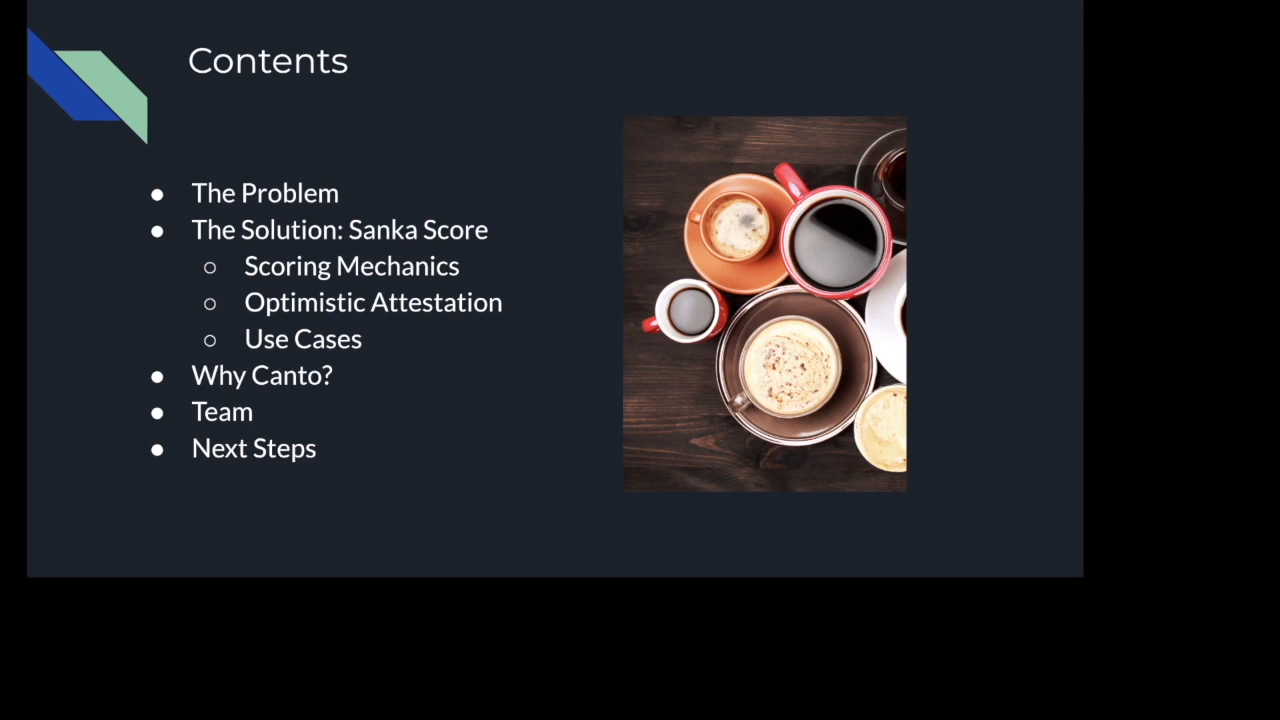 Contents
● The Problem
● The Solution: Sanka Score
○ Scoring Mechanics
○ Optimistic Attestation
○ Use Cases
● Why Canto?
● Team
● Next Steps